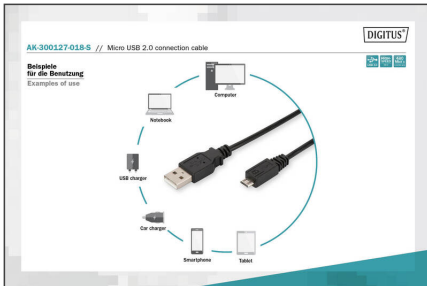 DIGITUS®
AK-300127-018-S // Micro USB 2.0 connection cable
Beispiele
für die Benutzung
Examples of use
Computer
Notebook
USB charger
Car charger
Smartphone
Tablet